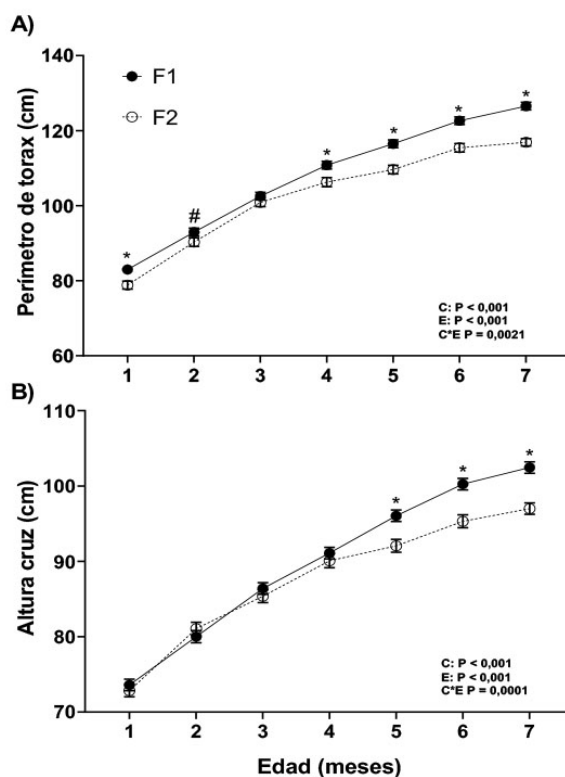 A)
140
120
100
80
60
Perímetro de torax (cm)
F1
F2
*
#
*
*
*
*
C: P < 0,001
E: P < 0,001
C*E P = 0,0021
1 2 3 4 5 6 7
B)
110
100
90
80
70
Altura cruz (cm)
*
*
*
C: P < 0,001
E: P < 0,001
C*E P = 0,0001
1 2 3 4 5 6 7
Edad (meses)